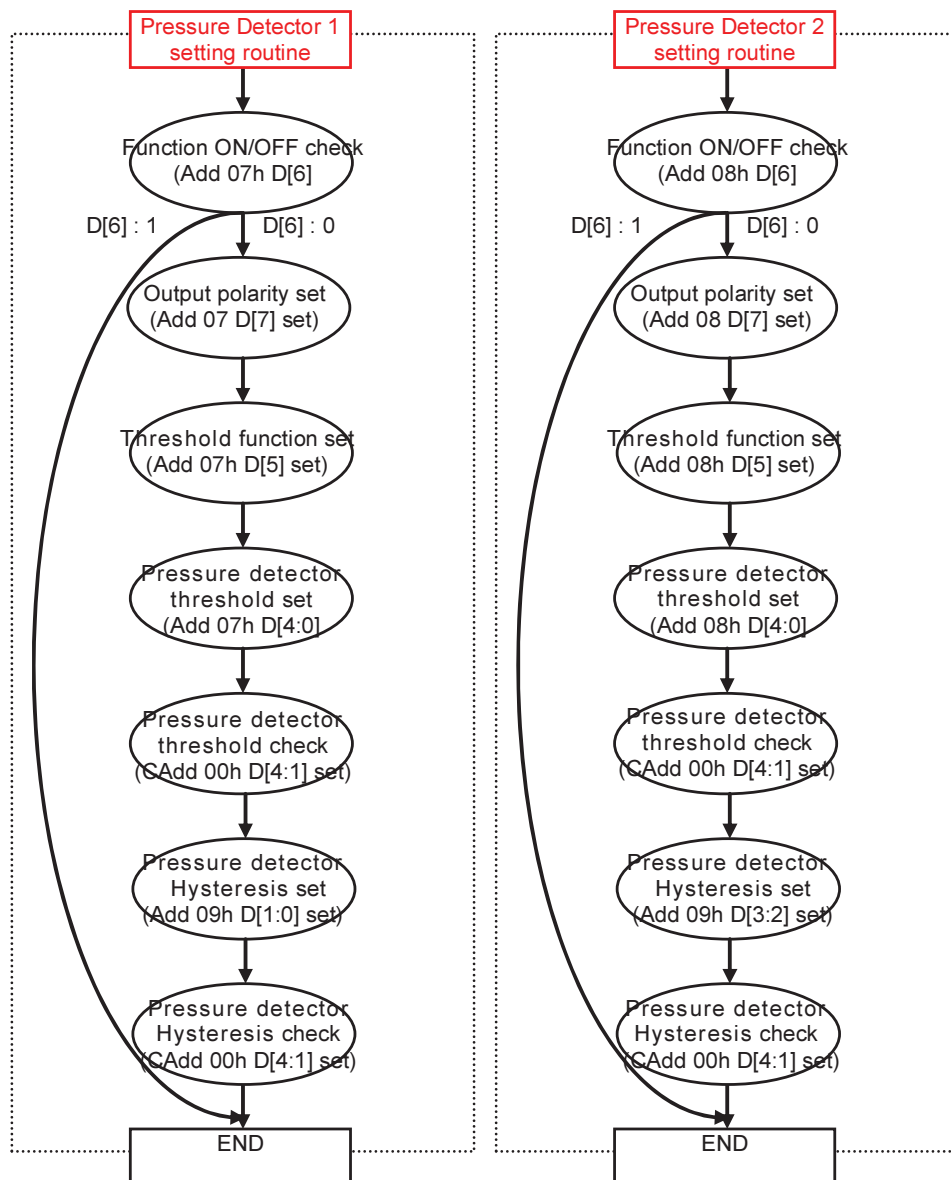 Pressure Detector 1
setting routine
Function ON/OFF check
(Add 07h D[6]
D[6] : 1
D[6] : 0
Output polarity set
(Add 07 D[7] set)
Threshold function set
(Add 07h D[5] set)
Pressure detector
threshold set
(Add 07h D[4:0]
Pressure detector
threshold check
(CAdd 00h D[4:1] set)
Pressure detector
Hysteresis set
(Add 09h D[1:0] set)
Pressure detector
Hysteresis check
(CAdd 00h D[4:1] set)
END
Pressure Detector 2
setting routine
Function ON/OFF check
(Add 08h D[6]
D[6] : 1
D[6] : 0
Output polarity set
(Add 08 D[7] set)
Threshold function set
(Add 08h D[5] set)
Pressure detector
threshold set
(Add 08h D[4:0]
Pressure detector
threshold check
(CAdd 00h D[4:1] set)
Pressure detector
Hysteresis set
(Add 09h D[3:2] set)
Pressure detector
Hysteresis check
(CAdd 00h D[4:1] set)
END